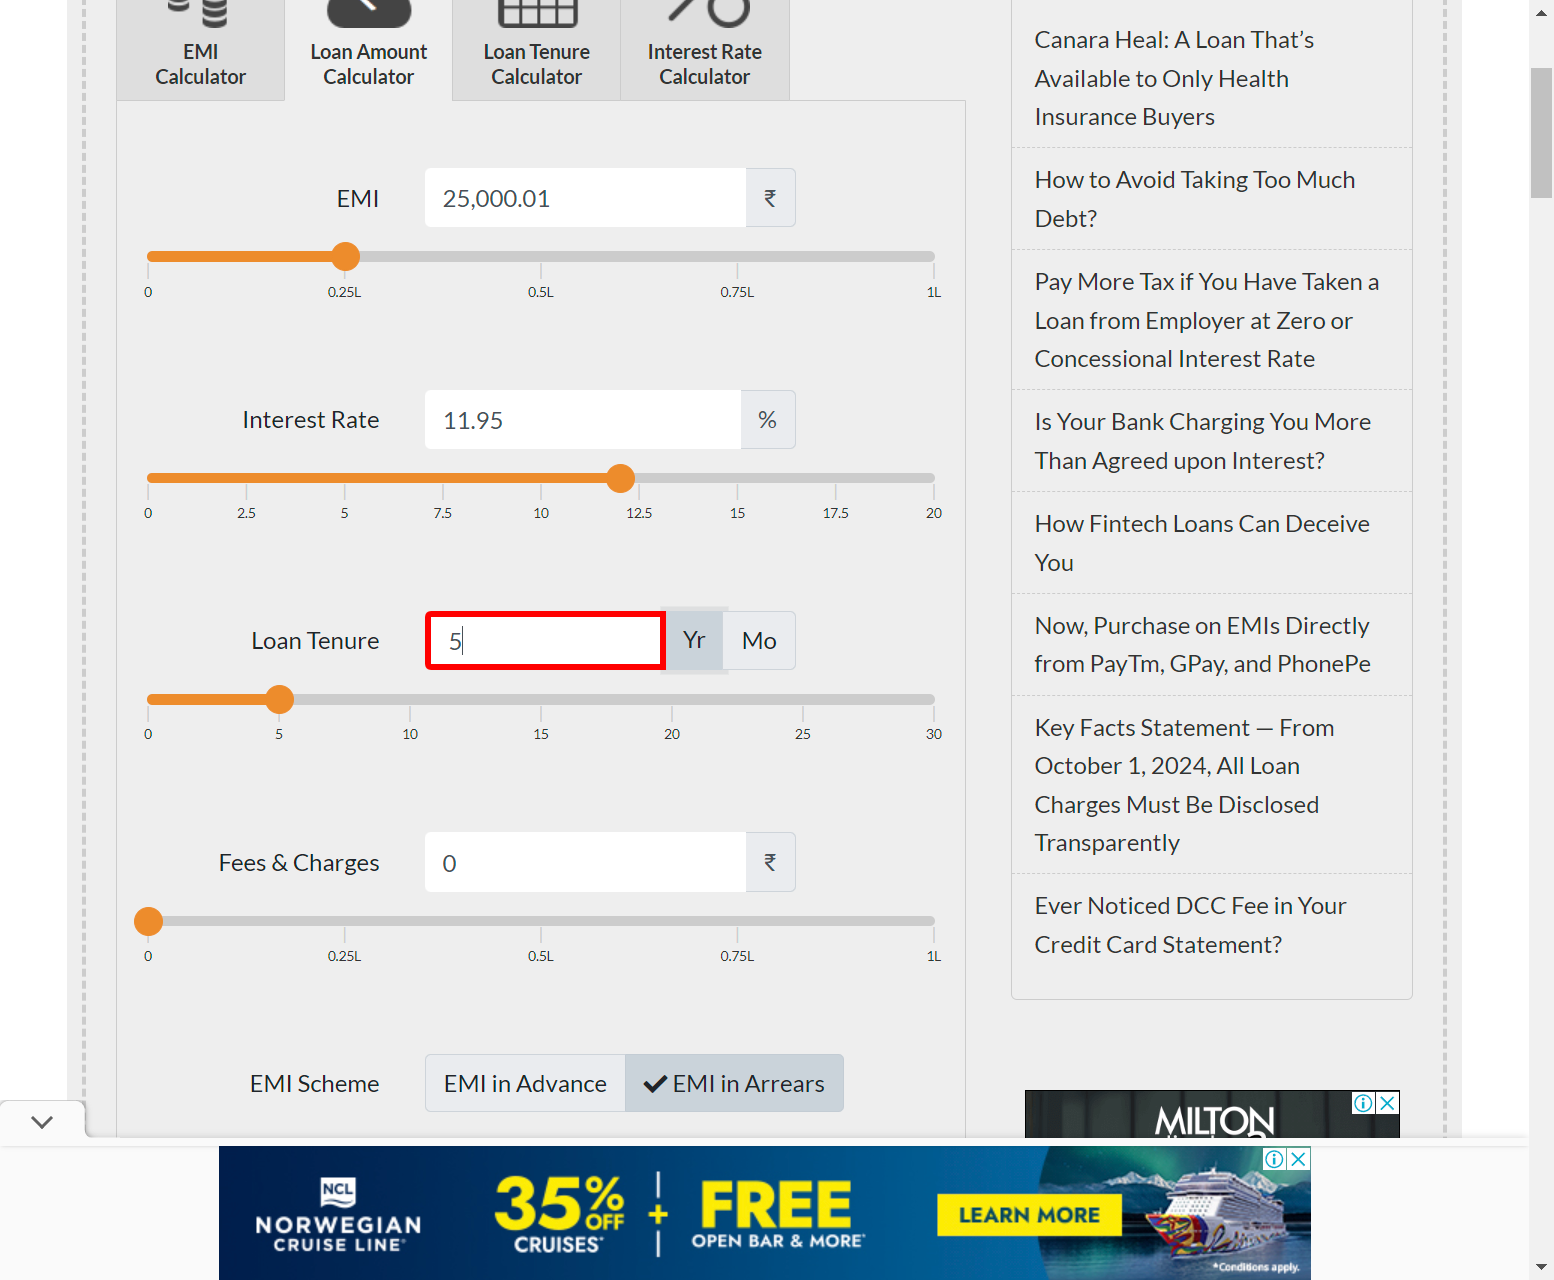 EMI
Calculator
Loan Amount
Calculator
Loan Tenure
Calculator
Interest Rate
Calculator
EMI
25,000.01
₹
0
0.25L
0.5L
0.75L
1L
Interest Rate
11.95
%
0
2.5
5
7.5
10
12.5
15
17.5
20
Loan Tenure
5
Yr
Mo
0
5
10
15
20
25
30
Fees & Charges
0
₹
0
0.25L
0.5L
0.75L
1L
EMI Scheme
EMI in Advance
EMI in Arrears
Canara Heal: A Loan That’s
Available to Only Health
Insurance Buyers
How to Avoid Taking Too Much
Debt?
Pay More Tax if You Have Taken a
Loan from Employer at Zero or
Concessional Interest Rate
Is Your Bank Charging You More
Than Agreed upon Interest?
How Fintech Loans Can Deceive
You
Now, Purchase on EMIs Directly
from PayTm, GPay, and PhonePe
Key Facts Statement — From
October 1, 2024, All Loan
Charges Must Be Disclosed
Transparently
Ever Noticed DCC Fee in Your
Credit Card Statement?
MILTON
NCL
NORWEGIAN
CRUISE LINE
35% OFF
CRUISES*
+
FREE
OPEN BAR & MORE*
LEARN MORE
*Conditions apply.